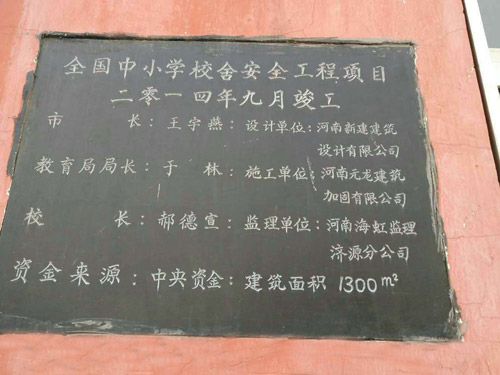 全国中小学校舍安全工程项目
二零一四年九月竣工
市长：王宇燕：设计单位：河南新建建筑
设计有限公司
教育局局长：于林：施工单位：河南元龙建筑
加固有限公司
校长：郝德宣：监理单位：河南海虹监理
济源分公司
资金来源：中央资金：建筑面积 1300m²